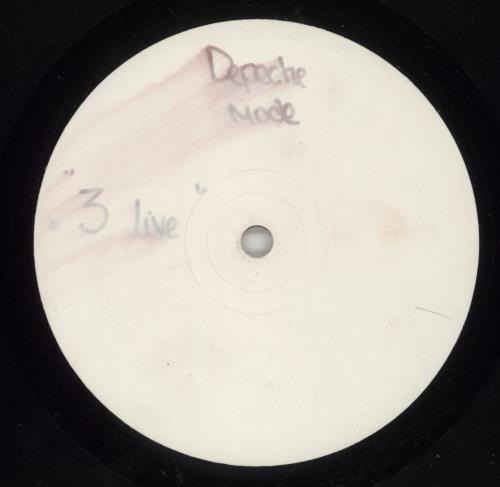 Depeche
Mode
"3 live"